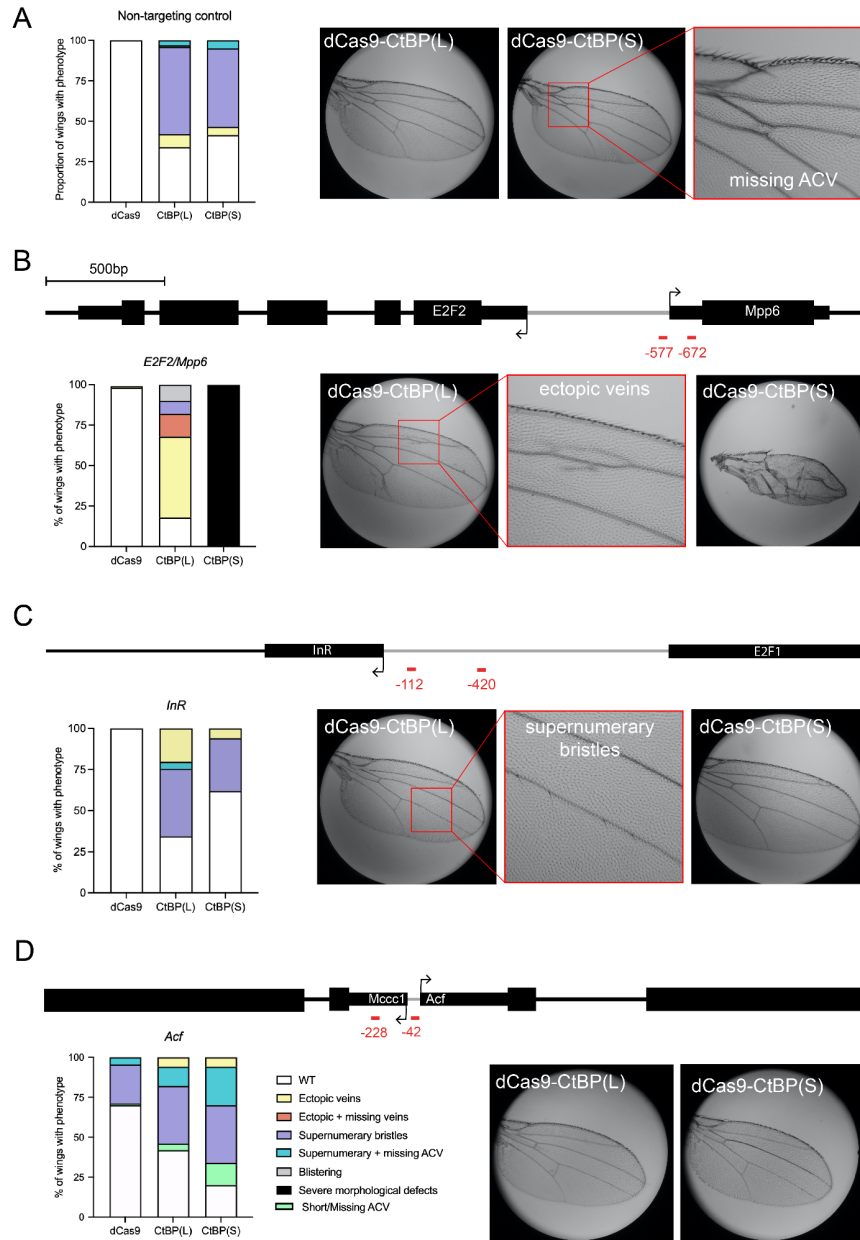 A
Non-targeting control
Proportion of wings with phenotype
100
75
50
25
0
dCas9 CtBP(L) CtBP(S)
dCas9-CtBP(L)
dCas9-CtBP(S)
missing ACV
B
500bp
E2F2
Mpp6
-577 -672
E2F2/Mpp6
% of wings with phenotype
100
75
50
25
0
dCas9 CtBP(L) CtBP(S)
dCas9-CtBP(L)
ectopic veins
dCas9-CtBP(S)
C
InR
E2F1
-112
-420
InR
% of wings with phenotype
100
75
50
25
0
dCas9 CtBP(L) CtBP(S)
dCas9-CtBP(L)
supernumerary
bristles
dCas9-CtBP(S)
D
Mccc1
Acf
-228
-42
Acf
% of wings with phenotype
100
75
50
25
0
dCas9 CtBP(L) CtBP(S)
WT
Ectopic veins
Ectopic + missing veins
Supernumerary bristles
Supernumerary + missing ACV
Blistering
Severe morphological defects
Short/Missing ACV
dCas9-CtBP(L)
dCas9-CtBP(S)